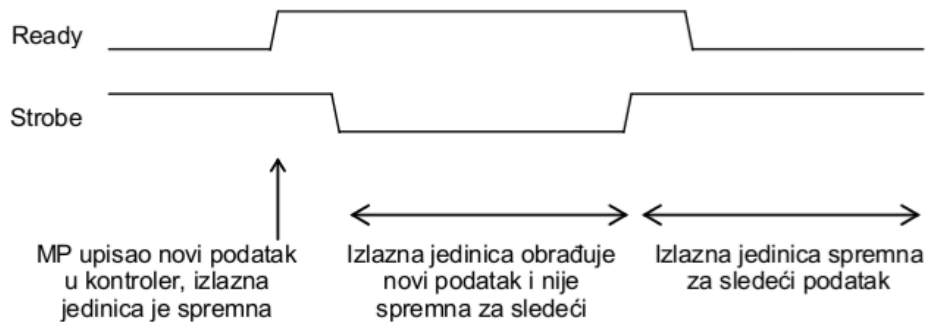 Ready
Strobe
MP upisao novi podatak
u kontroler, izlazna
jedinica je spremna
Izlazna jedinica obrađuje
novi podatak i nije
spremna za sledeći
Izlazna jedinica spremna
za sledeći podatak